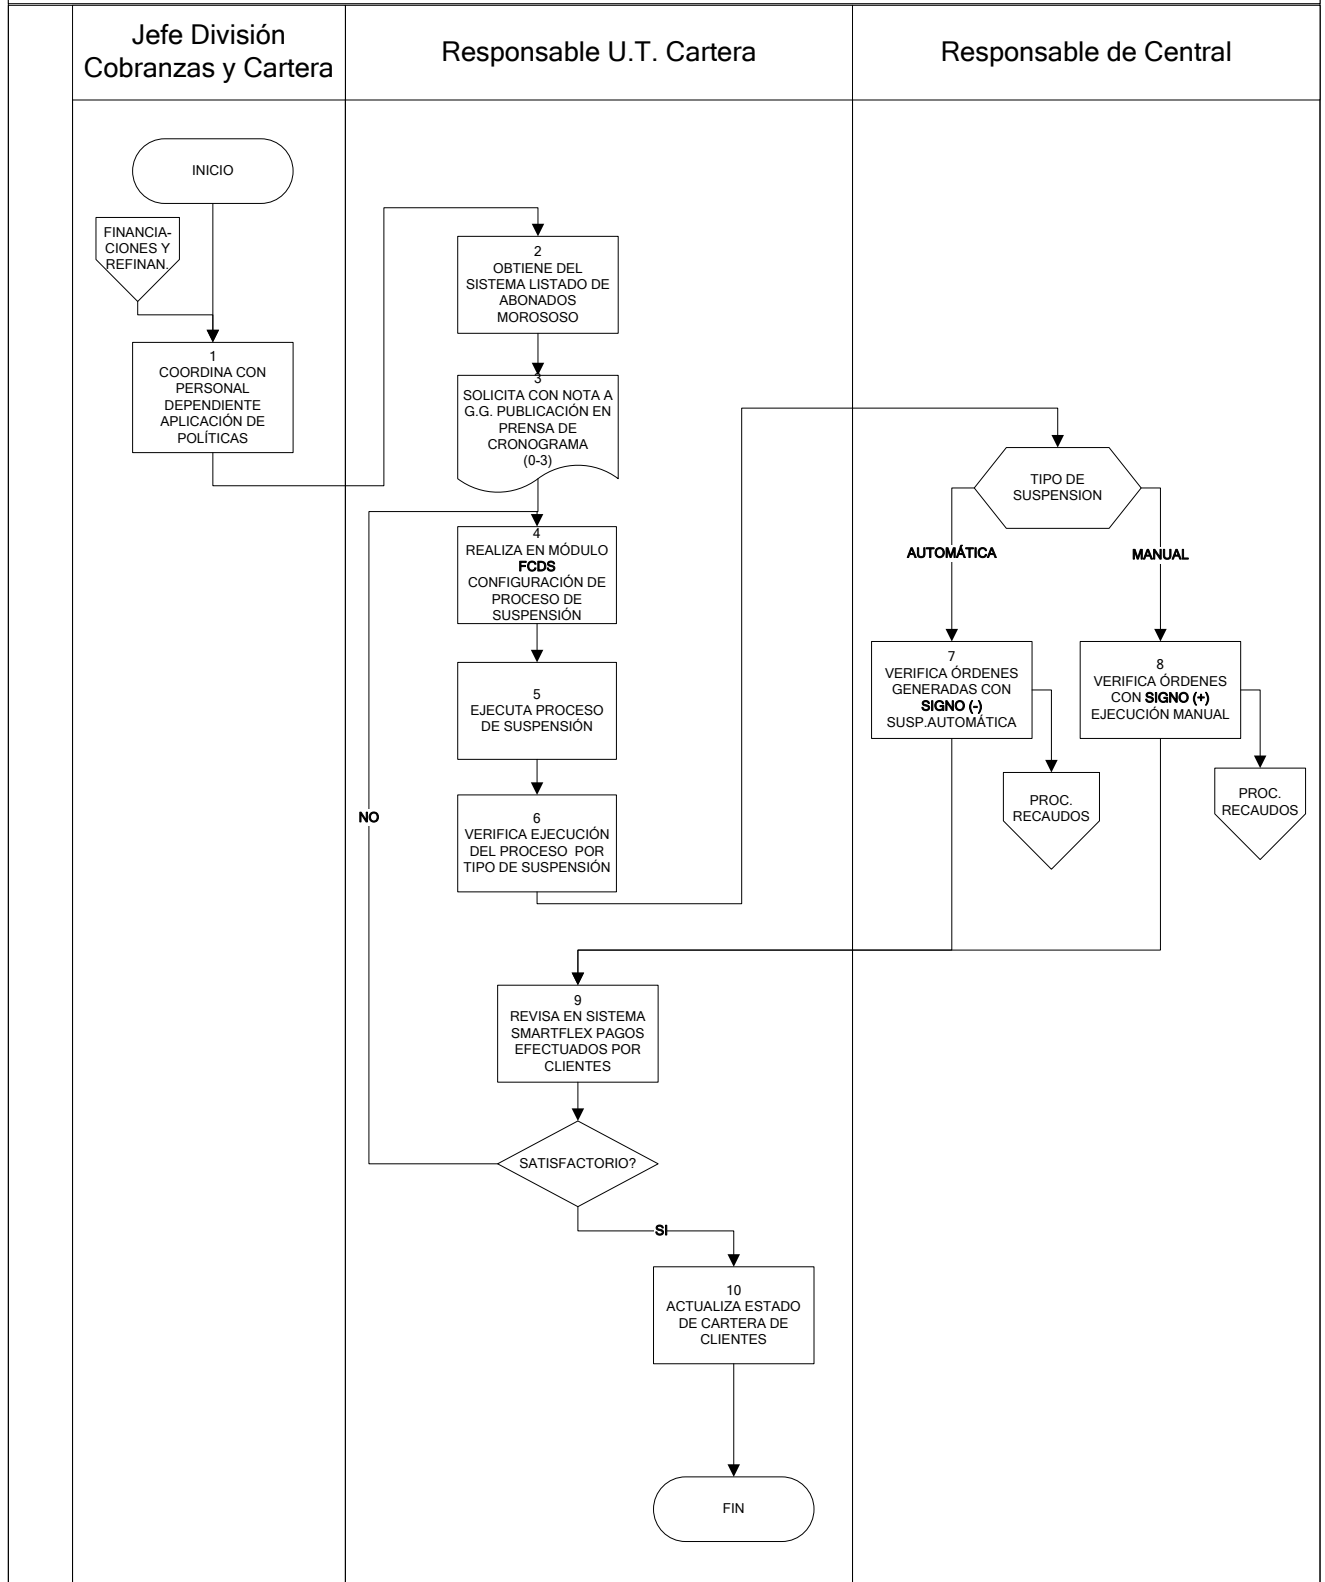 Jefe División
Cobranzas y Cartera
Responsable U.T. Cartera
Responsable de Central
INICIO
FINANCIA-
CIONES Y
REFINAN.
1
COORDINA CON
PERSONAL
DEPENDIENTE
APLICACIÓN DE
POLÍTICAS
2
OBTIENE DEL
SISTEMA LISTADO DE
ABONADOS
MOROSOSO
3
SOLICITA CON NOTA A
G.G. PUBLICACIÓN EN
PRENSA DE
CRONOGRAMA
(0-3)
4
REALIZA EN MÓDULO
FCDS
CONFIGURACIÓN DE
PROCESO DE
SUSPENSIÓN
5
EJECUTA PROCESO
DE SUSPENSIÓN
6
VERIFICA EJECUCIÓN
DEL PROCESO POR
TIPO DE SUSPENSIÓN
TIPO DE
SUSPENSION
AUTOMÁTICA
MANUAL
7
VERIFICA ÓRDENES
GENERADAS CON
SIGNO (-)
SUSP.AUTOMÁTICA
8
VERIFICA ÓRDENES
CON SIGNO (+)
EJECUCIÓN MANUAL
PROC.
RECAUDOS
PROC.
RECAUDOS
NO
9
REVISA EN SISTEMA
SMARTFLEX PAGOS
EFECTUADOS POR
CLIENTES
SATISFACTORIO?
SI
10
ACTUALIZA ESTADO
DE CARTERA DE
CLIENTES
FIN